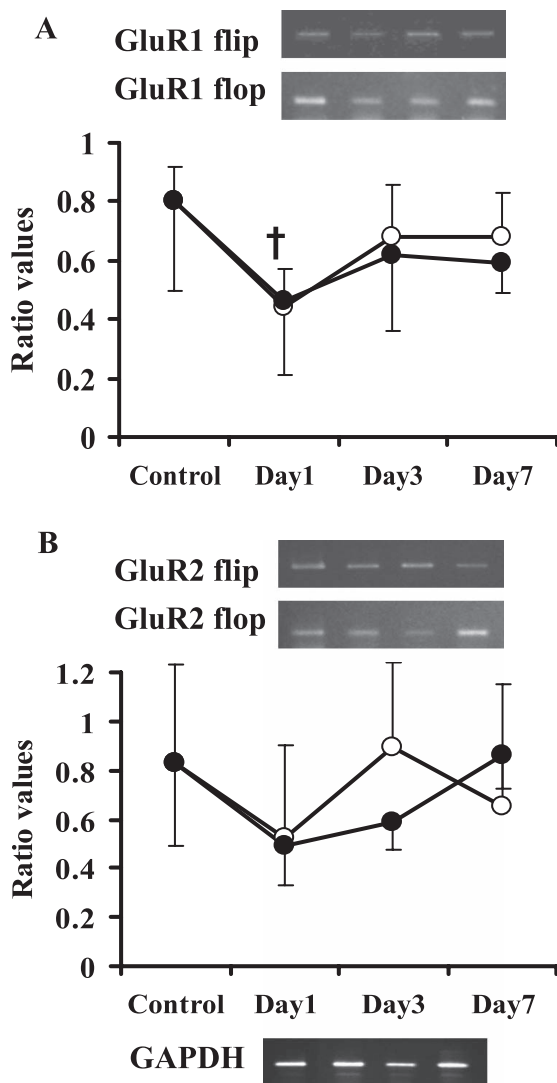 A
GluR1 flip
GluR1 flop
1
0.8
0.6
0.4
0.2
0
Ratio values
†
Control Day1 Day3 Day7
B
GluR2 flip
GluR2 flop
1.2
1
0.8
0.6
0.4
0.2
0
Ratio values
Control Day1 Day3 Day7
GAPDH